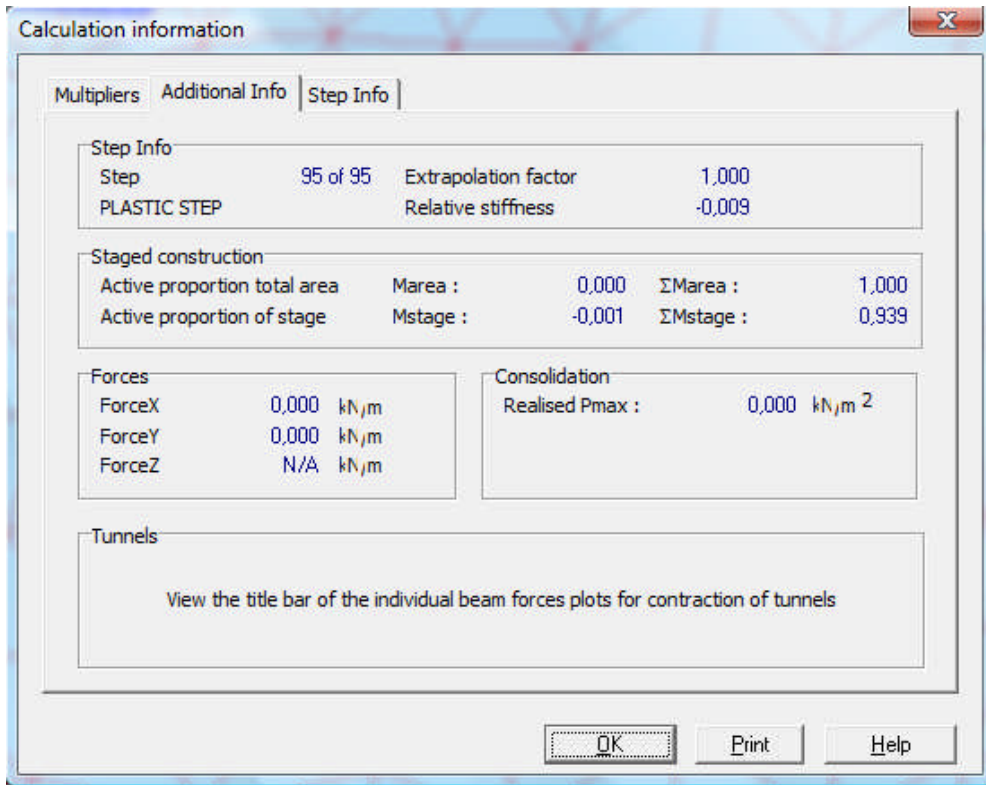 Calculation information
Multipliers Additional Info Step Info
Step Info
Step 95 of 95 Extrapolation factor 1,000
PLASTIC STEP Relative stiffness -0,009
Staged construction
Active proportion total area Marea : 0,000 ΣMarea : 1,000
Active proportion of stage Mstage : -0,001 ΣMstage : 0,939
Forces Consolidation
ForceX 0,000 kN/m Realised Pmax : 0,000 kN/m 2
ForceY 0,000 kN/m
ForceZ N/A kN/m
Tunnels
View the title bar of the individual beam forces plots for contraction of tunnels
OK Print Help